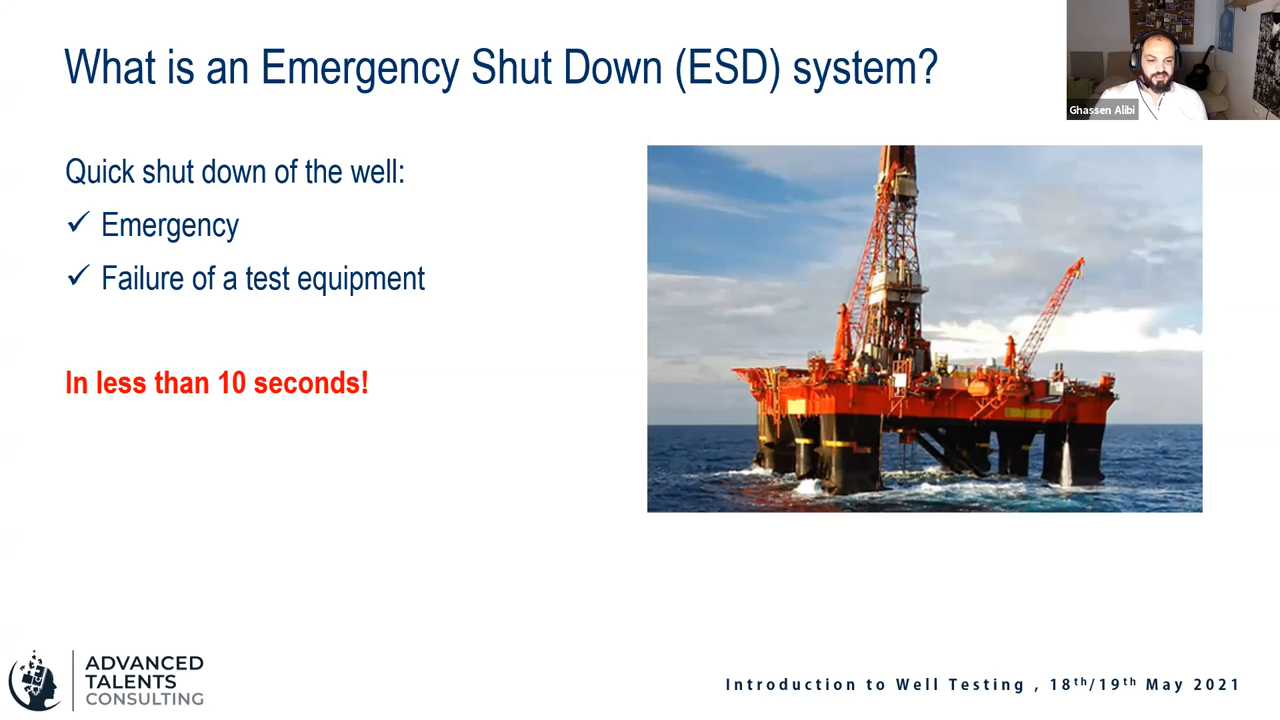 What is an Emergency Shut Down (ESD) system?
Ghassen Alibi
Quick shut down of the well:
✓ Emergency
✓ Failure of a test equipment
In less than 10 seconds!
ADVANCED
TALENTS
CONSULTING
Introduction to Well Testing , 18th/19th May 2021